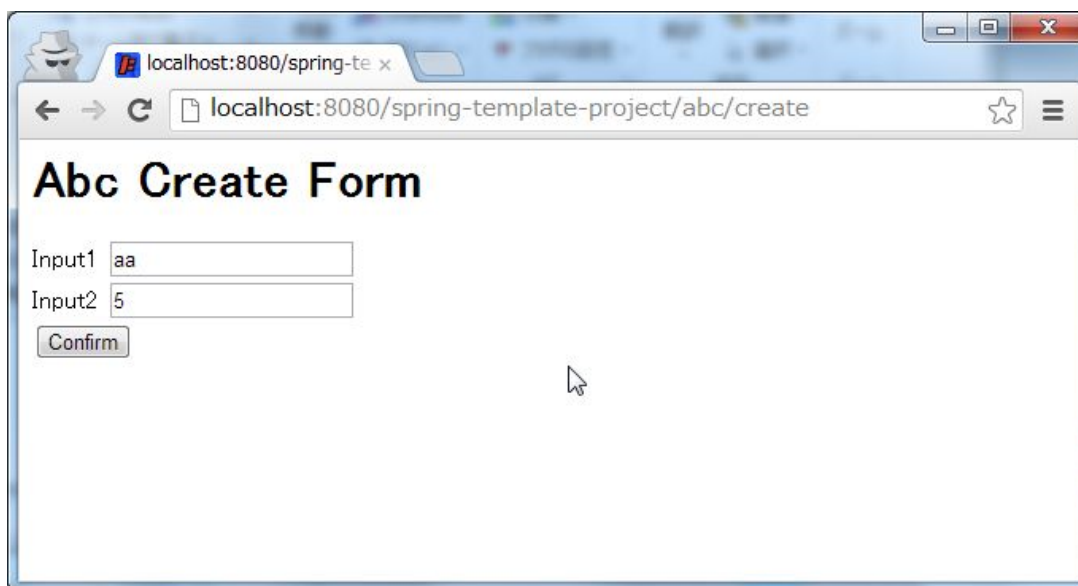 localhost:8080/spring-te
localhost:8080/spring-template-project/abc/create
Abc Create Form
Input1 aa
Input2 5
Confirm